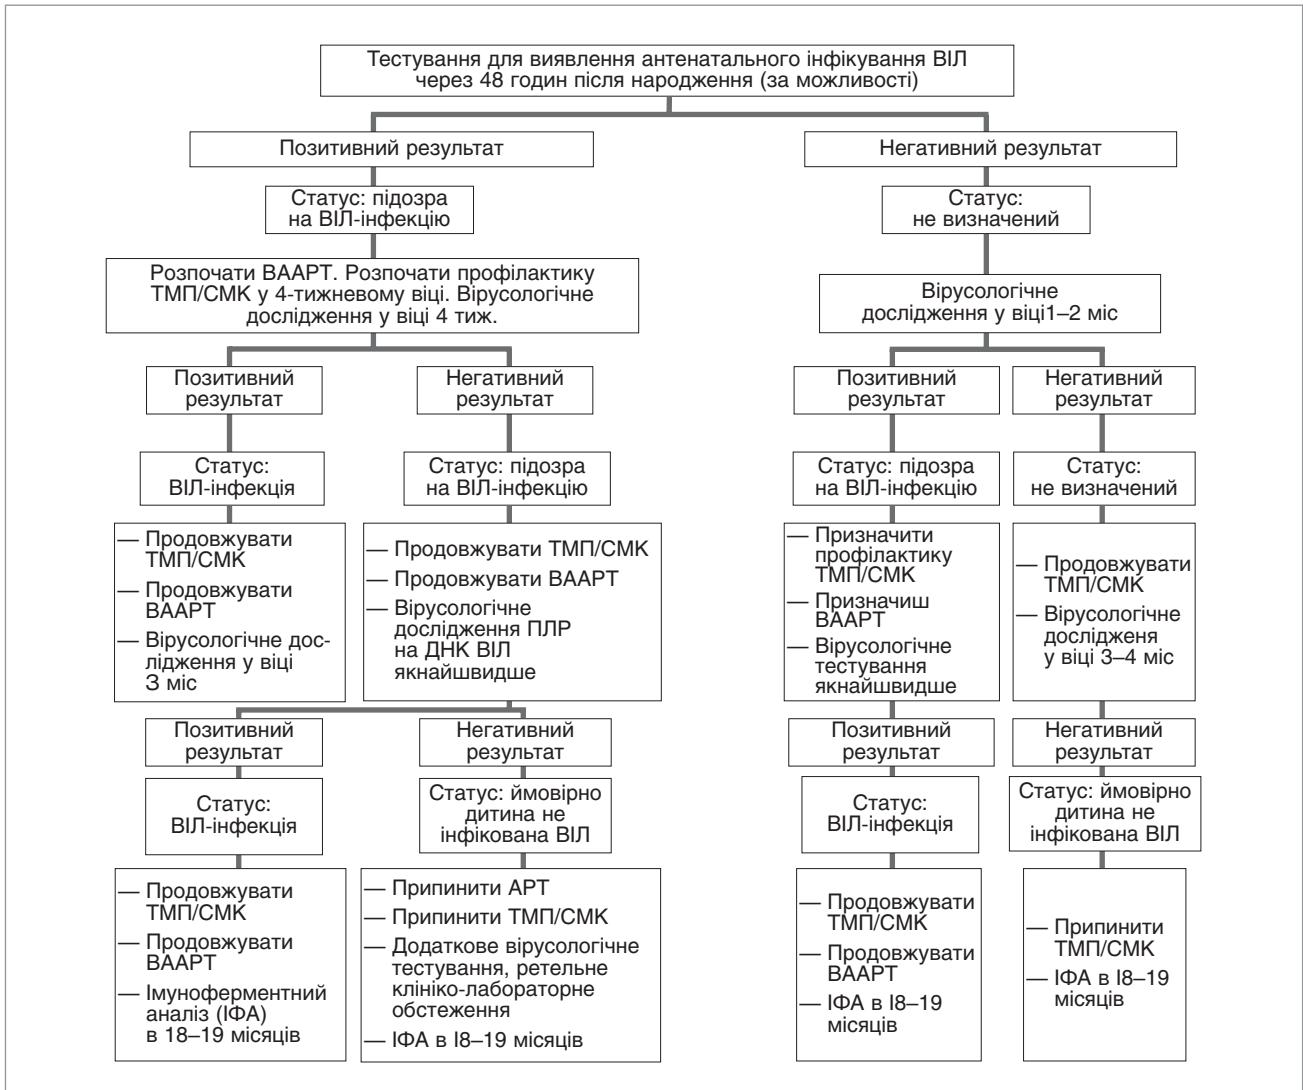 Тестування для виявлення антенатального інфікування ВІЛ
через 48 годин після народження (за можливості)
Позитивний результат
Негативний результат
Статус: підозра
на ВІЛ-інфекцію
Статус:
не визначений
Розпочати ВААРТ. Розпочати профілактику
ТМП/СМК у 4-тижневому віці. Вірусологічне
дослідження у віці 4 тиж.
Вірусологічне
дослідження у віці1–2 міс
Позитивний
результат
Негативний
результат
Позитивний
результат
Негативний
результат
Статус:
ВІЛ-інфекція
Статус: підозра
на ВІЛ-інфекцію
Статус: підозра
на ВІЛ-інфекцію
Статус:
не визначений
— Продовжувати
ТМП/СМК
— Продовжувати
ВААРТ
— Вірусологічне дос-
лідження у віці
3 міс
— Продовжувати ТМП/СМК
— Продовжувати ВААРТ
— Вірусологічне
дослідження ПЛР
на ДНК ВІЛ
якнайшвидше
— Призначити
профілактику
ТМП/СМК
— Призначиш
ВААРТ
— Вірусологічне
тестування
якнайшвидше
— Продовжувати
ТМП/СМК
— Вірусологічне
дослідженя
у віці 3–4 міс
Позитивний
результат
Негативний
результат
Позитивний
результат
Негативний
результат
Статус:
ВІЛ-інфекція
Статус: ймовірно
дитина не
інфікована ВІЛ
Статус:
ВІЛ-інфекція
Статус: ймовірно
дитина не
інфікована ВІЛ
— Продовжувати
ТМП/СМК
— Продовжувати
ВААРТ
— Імуноферментний
аналіз (ІФА)
в 18–19 місяців
— Припинити АРТ
— Припинити ТМП/СМК
— Додаткове вірусологічне
тестування, ретельне
клініко-лабораторне
обстеження
— ІФА в І8–19 місяців
— Продовжувати
ТМП/СМК
— Продовжувати
ВААРТ
— ІФА в І8–19
місяців
— Припинити
ТМП/СМК
— ІФА в І8–19
місяців